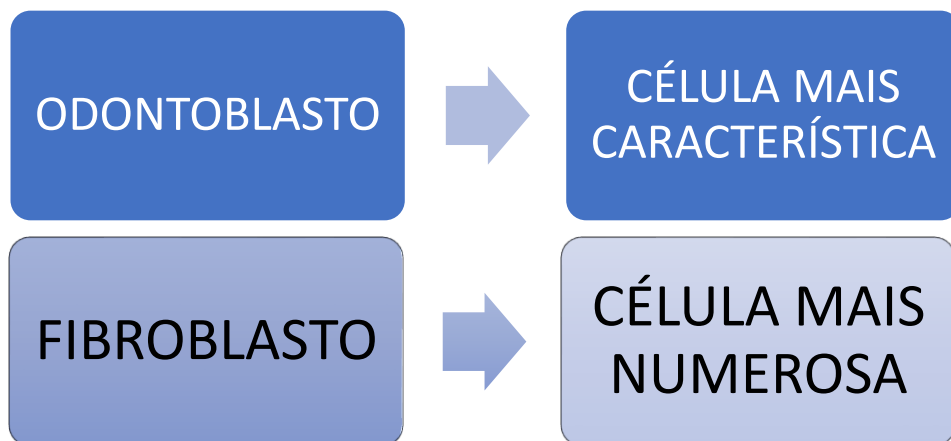 ODONTOBLASTO
CÉLULA MAIS
CARACTERÍSTICA
FIBROBLASTO
CÉLULA MAIS
NUMEROSA